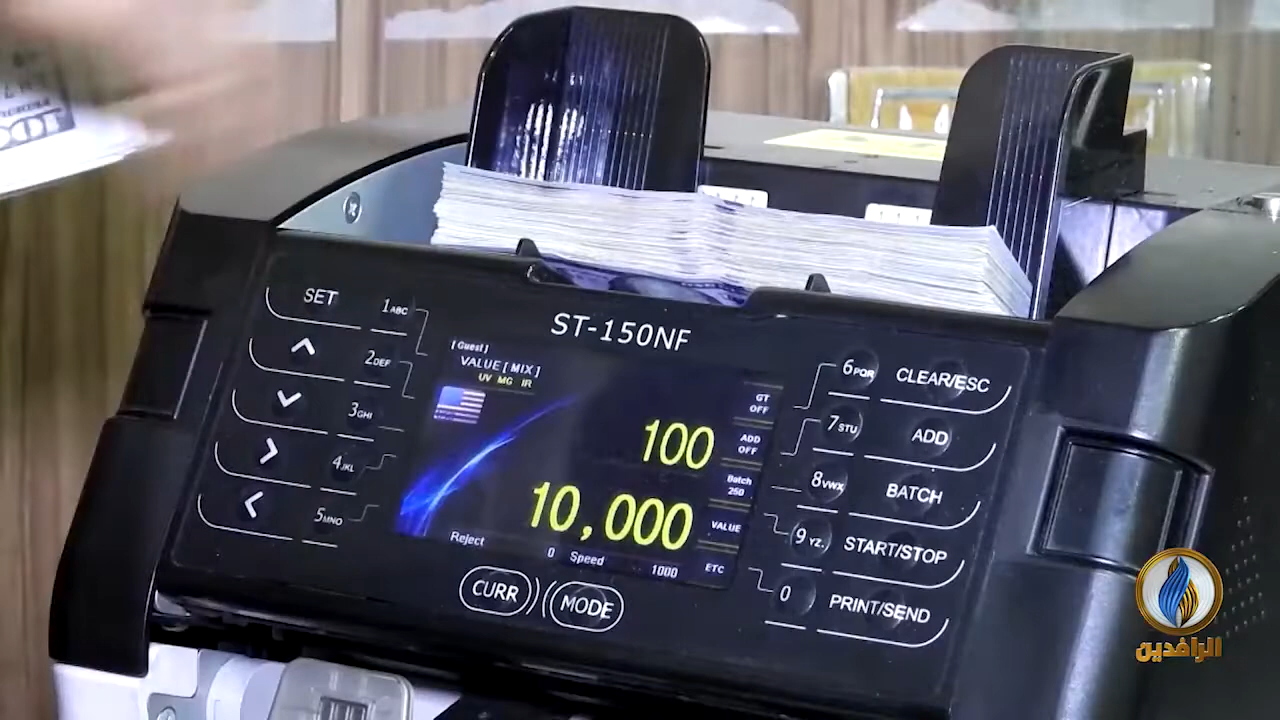 100
ST-150NF
SET
1ABC
2DEF
3GHI
4JKL
5MNO
[ Guest ]
VALUE [ MIX ]
UV MG IR
100
10,000
GT
OFF
ADD
OFF
Batch
250
VALUE
ETC
Reject 0 Speed 1000
CURR
MODE
6PQR
CLEAR/ESC
7STU
ADD
8VWX
BATCH
9YZ.
START/STOP
0
PRINT/SEND
الرافدين